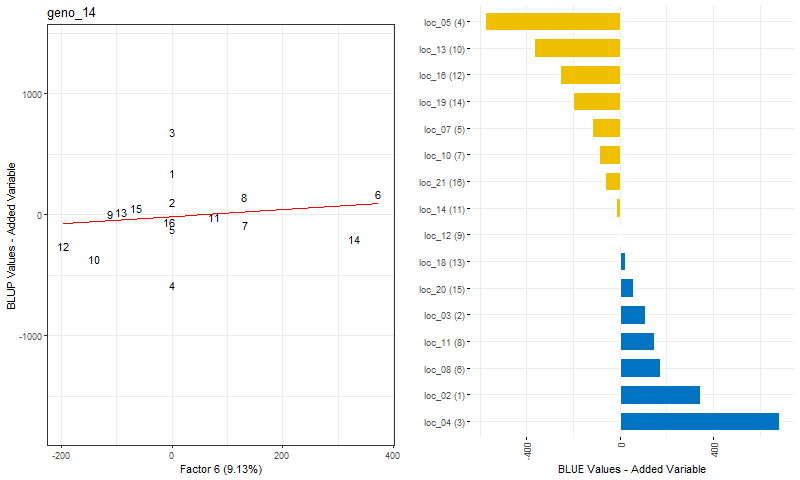 geno_14
BLUP Values - Added Variable
1000
0
-1000
3
1
2
6
8
15
13
9
11
16
7
5
14
12
10
4
-200
0
200
400
Factor 6 (9.13%)
loc_05 (4)
loc_13 (10)
loc_16 (12)
loc_19 (14)
loc_07 (5)
loc_10 (7)
loc_21 (16)
loc_14 (11)
loc_12 (9)
loc_18 (13)
loc_20 (15)
loc_03 (2)
loc_11 (8)
loc_08 (6)
loc_02 (1)
loc_04 (3)
-400
0
400
BLUE Values - Added Variable